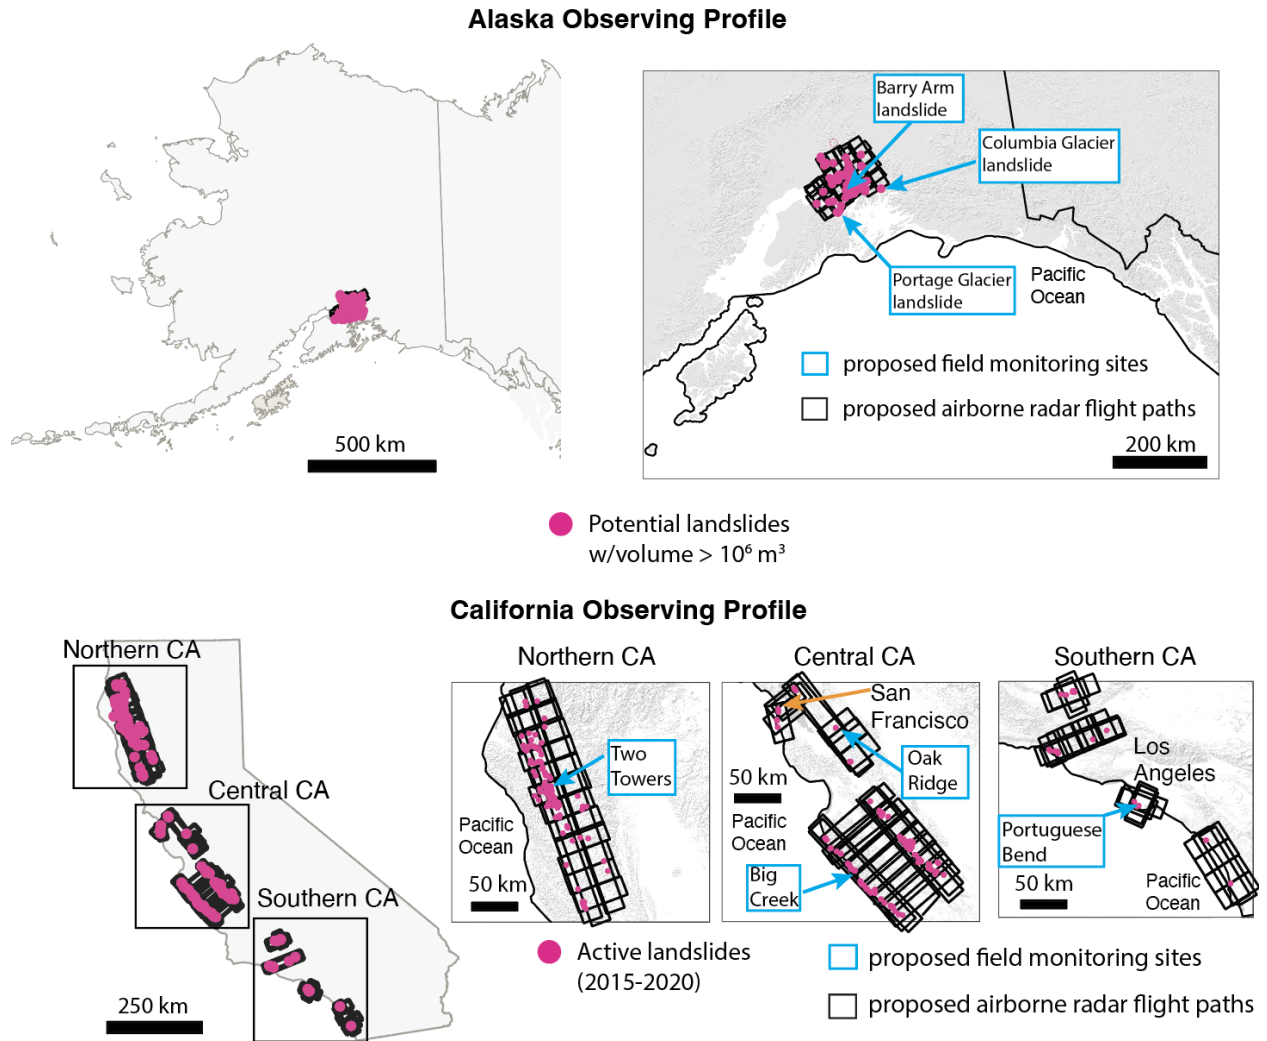 Alaska Observing Profile
Barry Arm
landslide
Columbia Glacier
landslide
Portage Glacier
landslide
Pacific
Ocean
proposed field monitoring sites
proposed airborne radar flight paths
500 km
200 km
Potential landslides
w/volume > 10⁶ m³
California Observing Profile
Northern CA
Central CA
Southern CA
250 km
Northern CA
Two
Towers
Pacific
Ocean
50 km
Central CA
San
Francisco
Oak
Ridge
50 km
Pacific
Ocean
Big
Creek
Southern CA
Los
Angeles
Portuguese
Bend
50 km
Pacific
Ocean
Active landslides
(2015-2020)
proposed field monitoring sites
proposed airborne radar flight paths